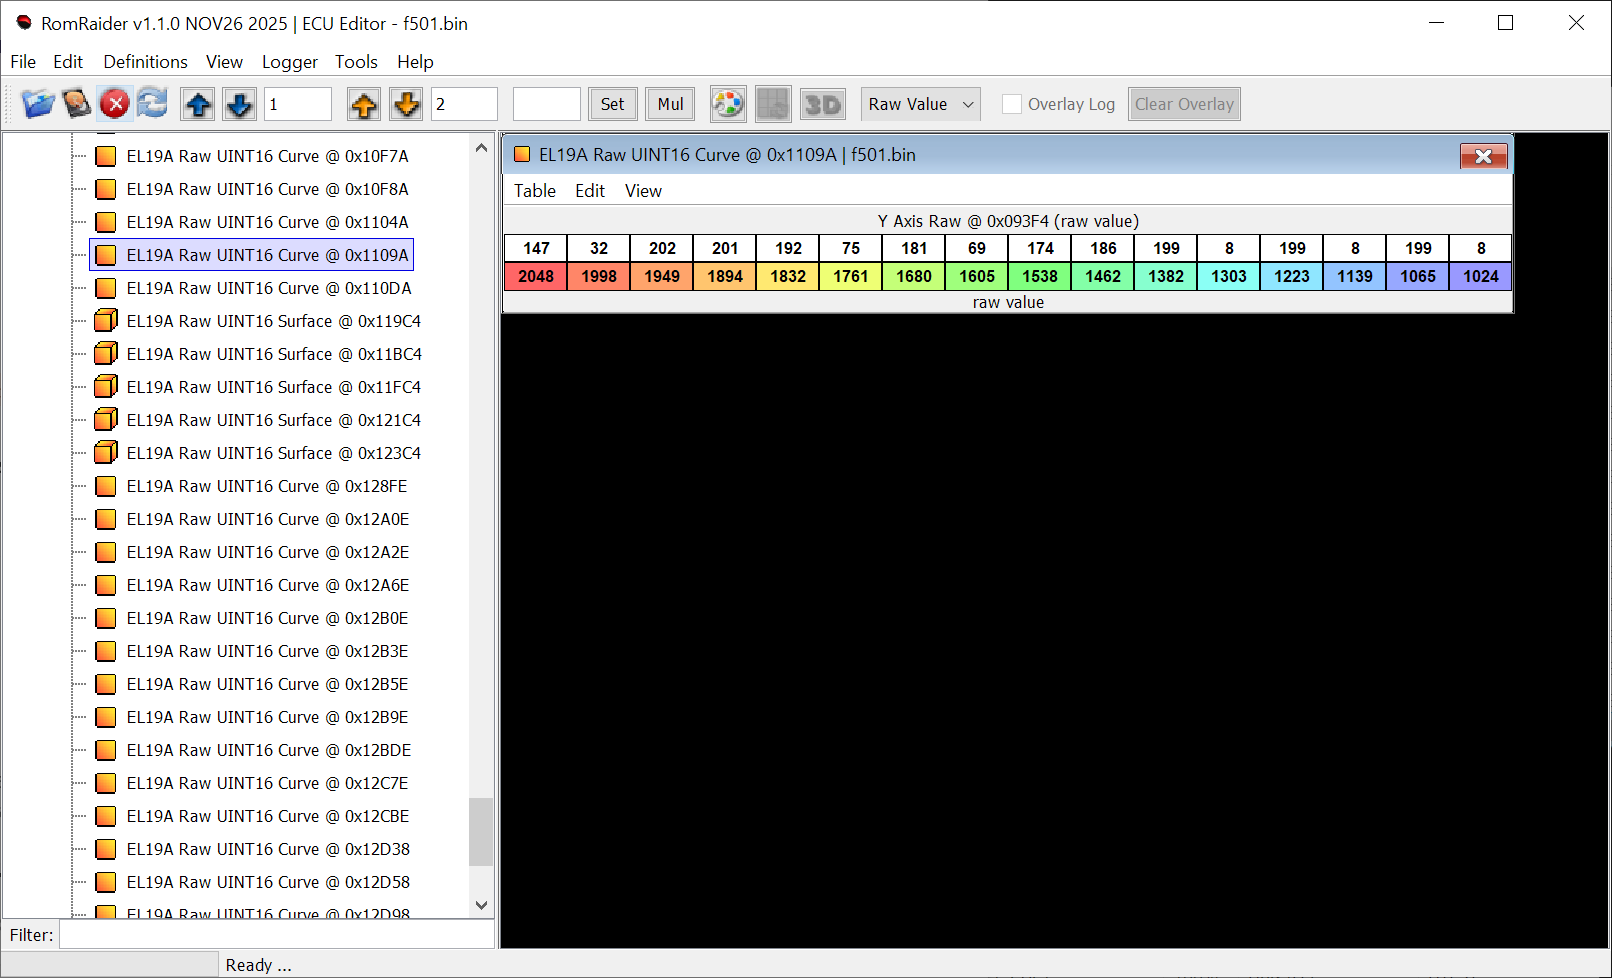 RomRaider v1.1.0 NOV26 2025 | ECU Editor - f501.bin
File Edit Definitions View Logger Tools Help
1 2 Set Mul 3D Raw Value Overlay Log Clear Overlay
EL19A Raw UINT16 Curve @ 0x10F7A
EL19A Raw UINT16 Curve @ 0x10F8A
EL19A Raw UINT16 Curve @ 0x1104A
EL19A Raw UINT16 Curve @ 0x1109A
EL19A Raw UINT16 Curve @ 0x110DA
EL19A Raw UINT16 Surface @ 0x119C4
EL19A Raw UINT16 Surface @ 0x11BC4
EL19A Raw UINT16 Surface @ 0x11FC4
EL19A Raw UINT16 Surface @ 0x121C4
EL19A Raw UINT16 Surface @ 0x123C4
EL19A Raw UINT16 Curve @ 0x128FE
EL19A Raw UINT16 Curve @ 0x12A0E
EL19A Raw UINT16 Curve @ 0x12A2E
EL19A Raw UINT16 Curve @ 0x12A6E
EL19A Raw UINT16 Curve @ 0x12B0E
EL19A Raw UINT16 Curve @ 0x12B3E
EL19A Raw UINT16 Curve @ 0x12B5E
EL19A Raw UINT16 Curve @ 0x12B9E
EL19A Raw UINT16 Curve @ 0x12BDE
EL19A Raw UINT16 Curve @ 0x12C7E
EL19A Raw UINT16 Curve @ 0x12CBE
EL19A Raw UINT16 Curve @ 0x12D38
EL19A Raw UINT16 Curve @ 0x12D58
EL19A Raw UINT16 Curve @ 0x12D98
Filter:
Ready ...
EL19A Raw UINT16 Curve @ 0x1109A | f501.bin
Table Edit View
Y Axis Raw @ 0x093F4 (raw value)
147 32 202 201 192 75 181 69 174 186 199 8 199 8 199 8
2048 1998 1949 1894 1832 1761 1680 1605 1538 1462 1382 1303 1223 1139 1065 1024
raw value